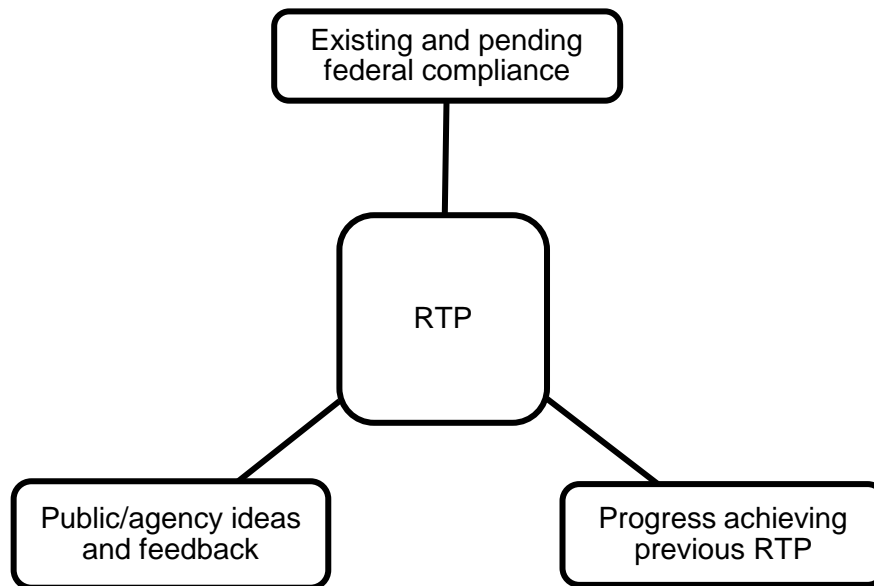 Existing and pending
federal compliance
RTP
Public/agency ideas
and feedback
Progress achieving
previous RTP